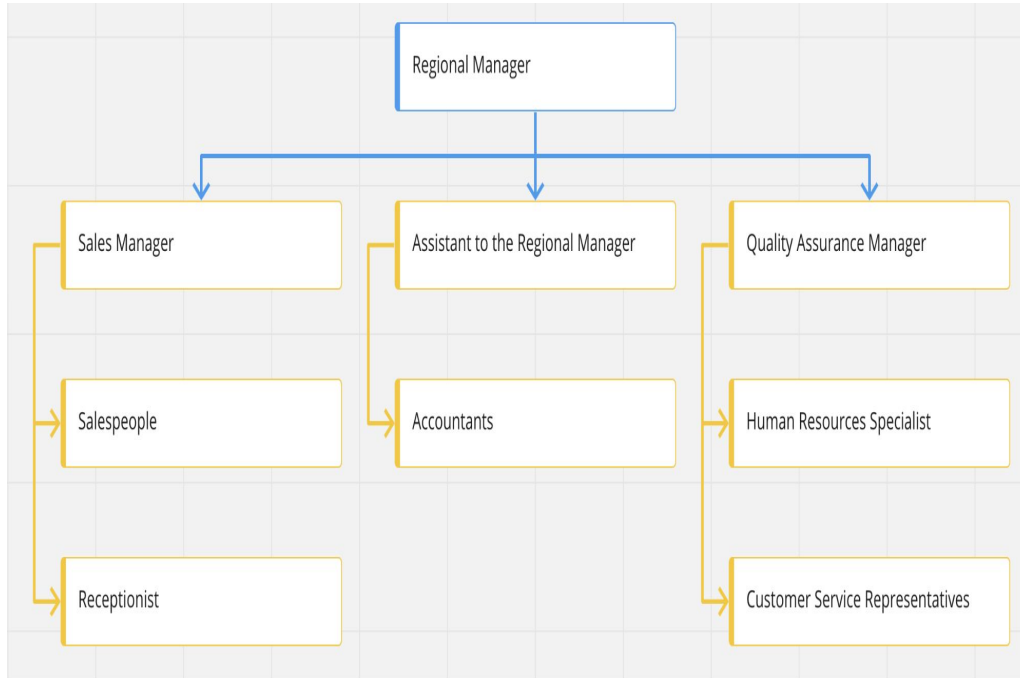 Regional Manager
Sales Manager
Assistant to the Regional Manager
Quality Assurance Manager
Salespeople
Accountants
Human Resources Specialist
Receptionist
Customer Service Representatives